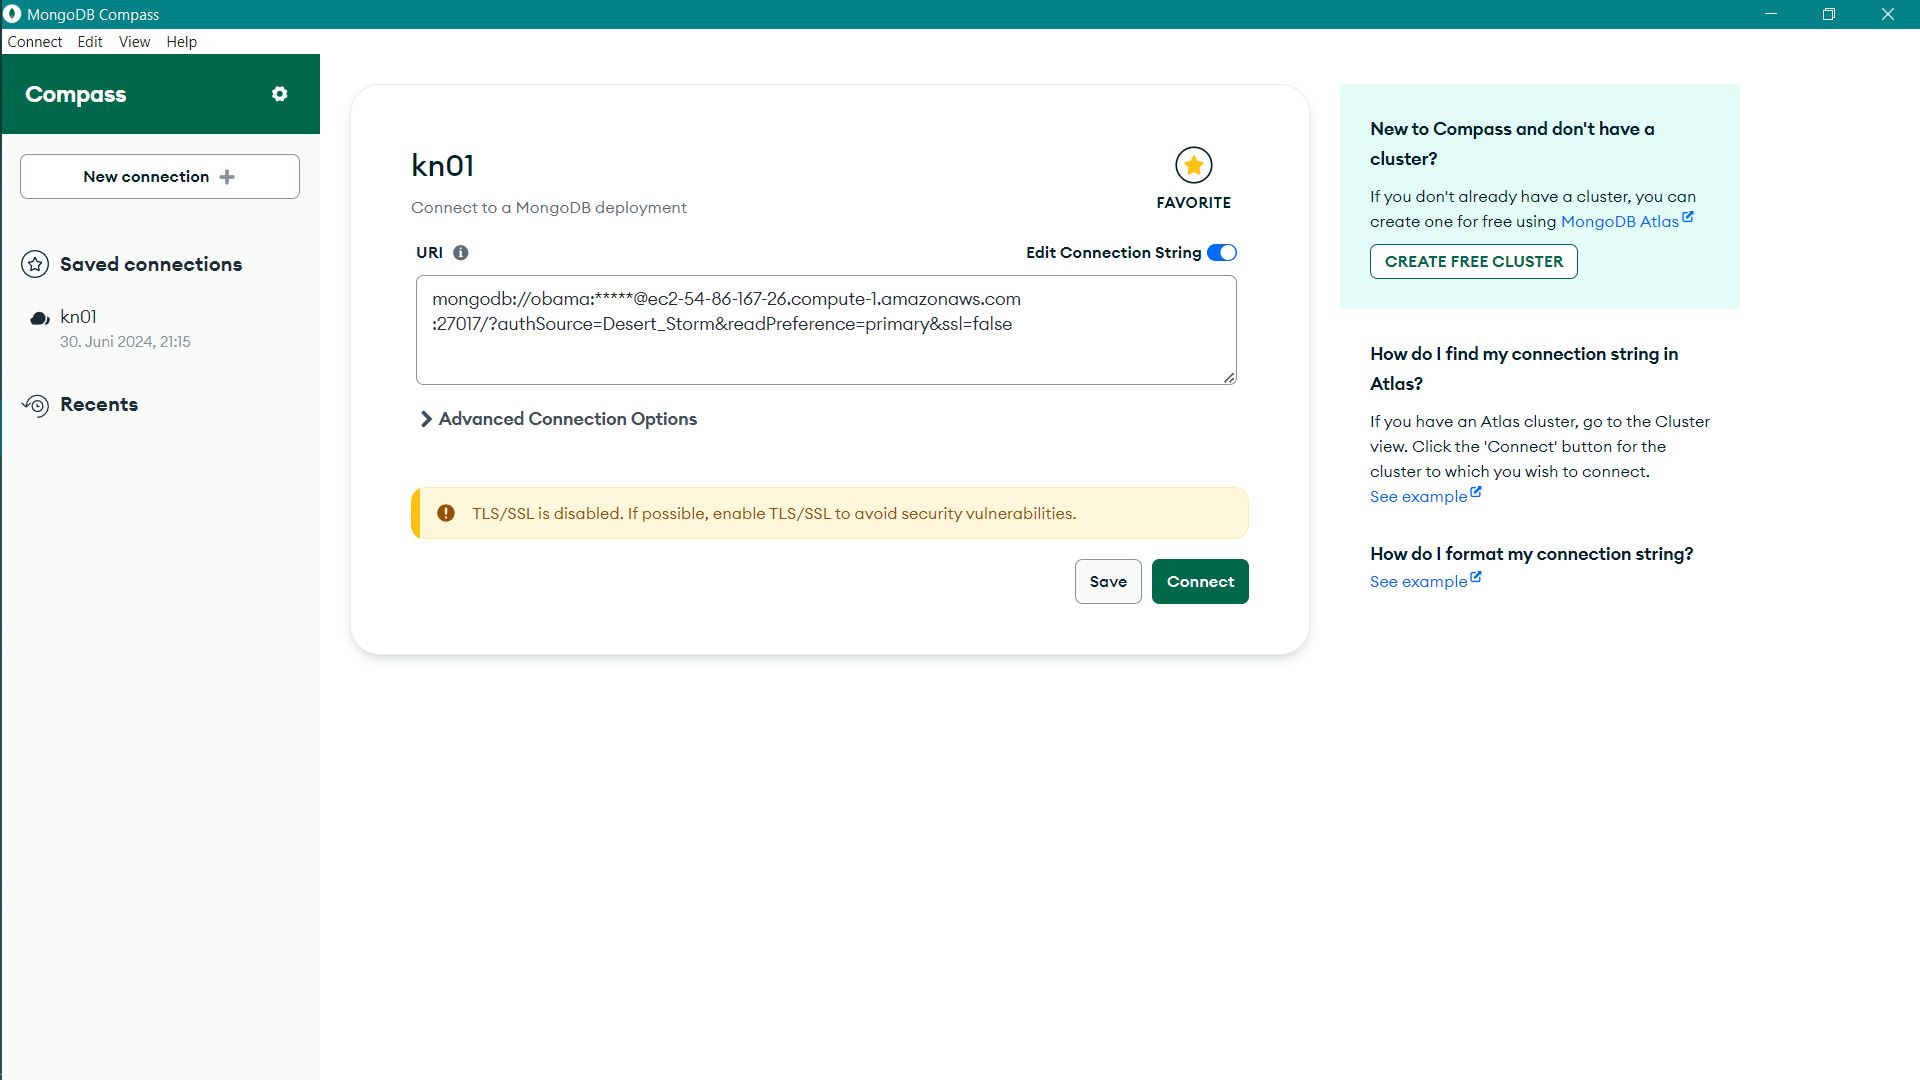 MongoDB Compass
Connect Edit View Help
Compass
New connection
Saved connections
kn01
30. Juni 2024, 21:15
Recents
kn01
Connect to a MongoDB deployment
FAVORITE
URI
Edit Connection String
mongodb://obama:*****@ec2-54-86-167-26.compute-1.amazonaws.com
:27017/?authSource=Desert_Storm&readPreference=primary&ssl=false
Advanced Connection Options
TLS/SSL is disabled. If possible, enable TLS/SSL to avoid security vulnerabilities.
Save
Connect
New to Compass and don't have a
cluster?
If you don't already have a cluster, you can
create one for free using MongoDB Atlas
CREATE FREE CLUSTER
How do I find my connection string in
Atlas?
If you have an Atlas cluster, go to the Cluster
view. Click the 'Connect' button for the
cluster to which you wish to connect.
See example
How do I format my connection string?
See example